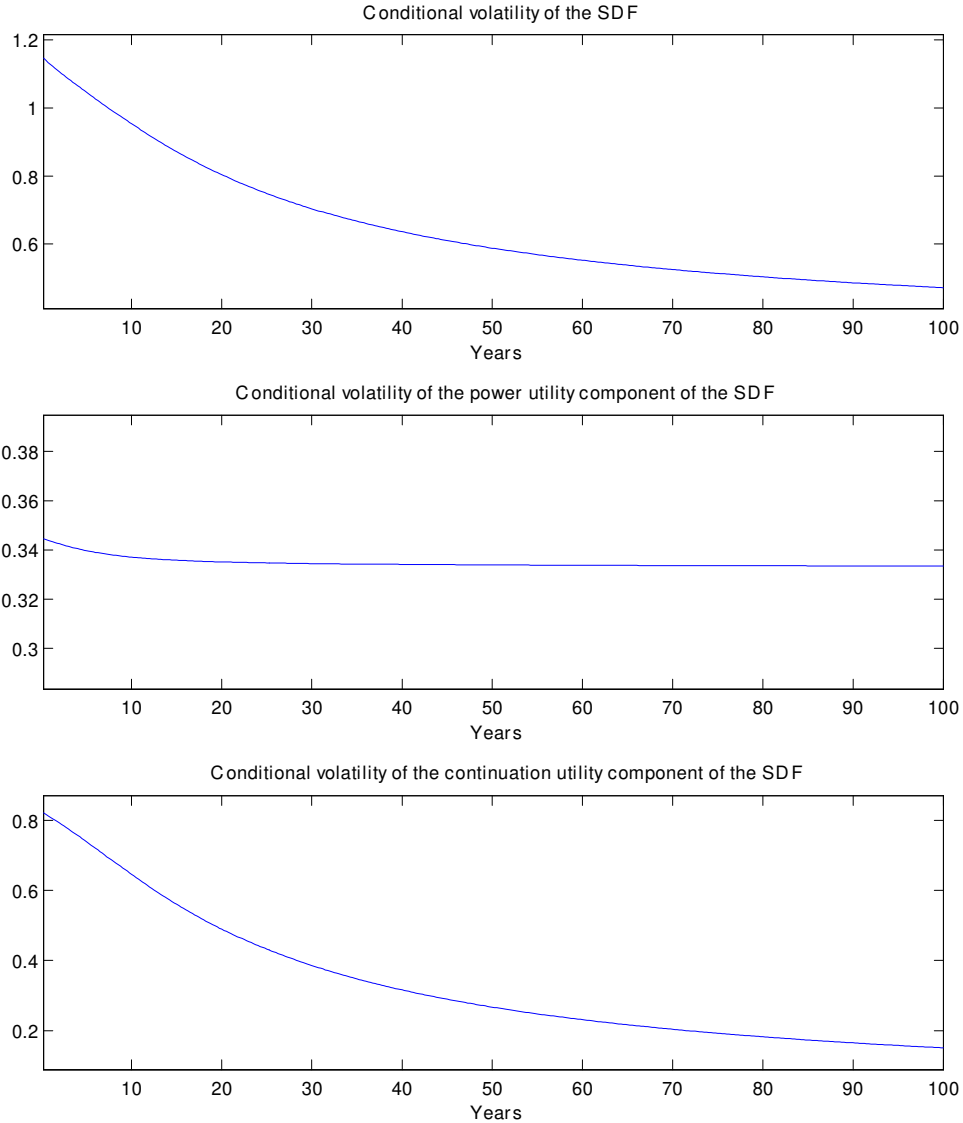 Conditional volatility of the SDF
1.2
1
0.8
0.6
10 20 30 40 50 60 70 80 90 100
Years
Conditional volatility of the power utility component of the SDF
0.38
0.36
0.34
0.32
0.3
10 20 30 40 50 60 70 80 90 100
Years
Conditional volatility of the continuation utility component of the SDF
0.8
0.6
0.4
0.2
10 20 30 40 50 60 70 80 90 100
Years